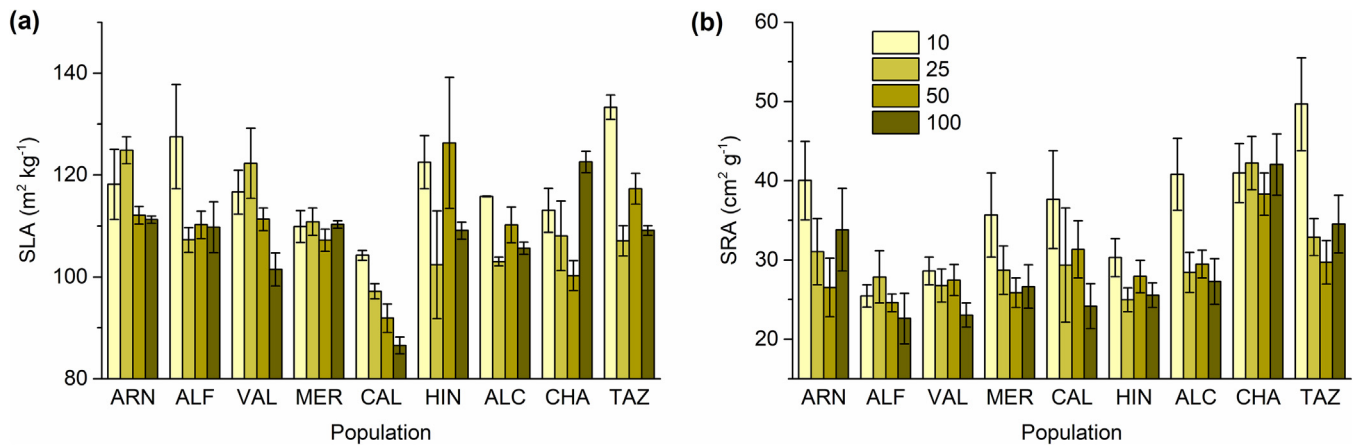 (a)
SLA (m² kg⁻¹)
140
120
100
80
ARN ALF VAL MER CAL HIN ALC CHA TAZ
Population
(b)
SRA (cm² g⁻¹)
60
50
40
30
20
10
25
50
100
ARN ALF VAL MER CAL HIN ALC CHA TAZ
Population